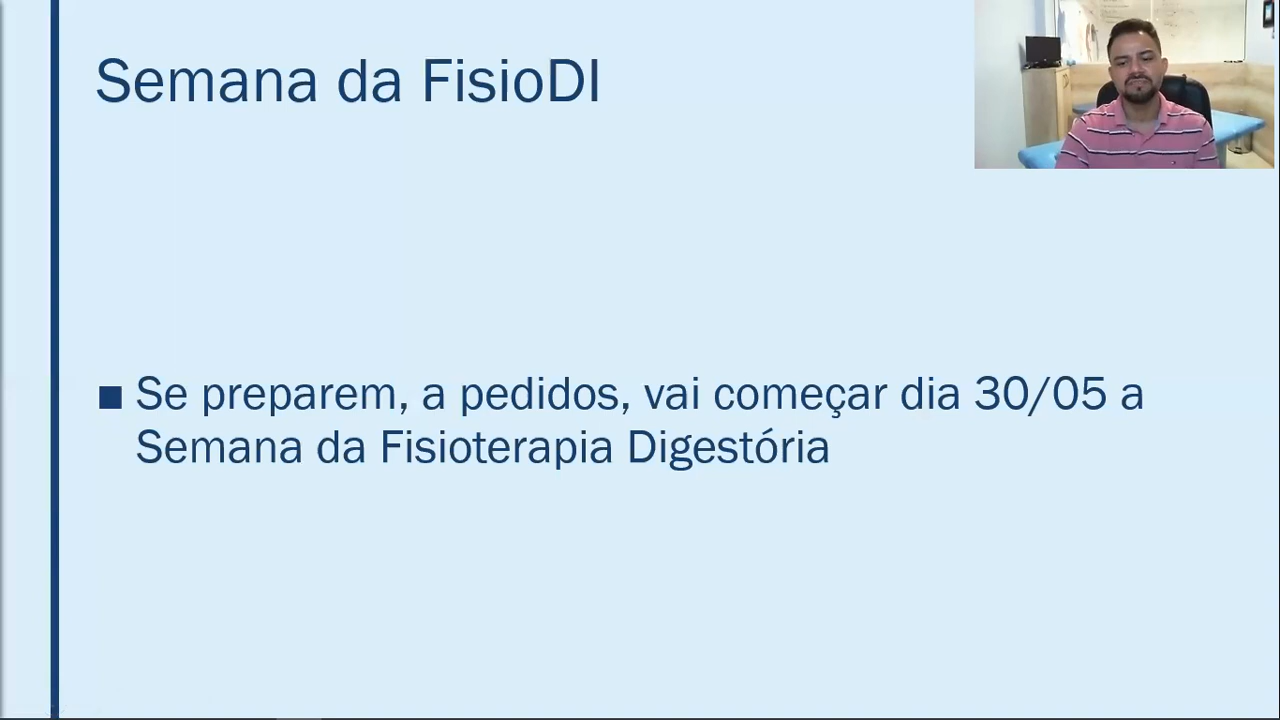 Semana da FisioDI
■ Se preparem, a pedidos, vai começar dia 30/05 a
Semana da Fisioterapia Digestória